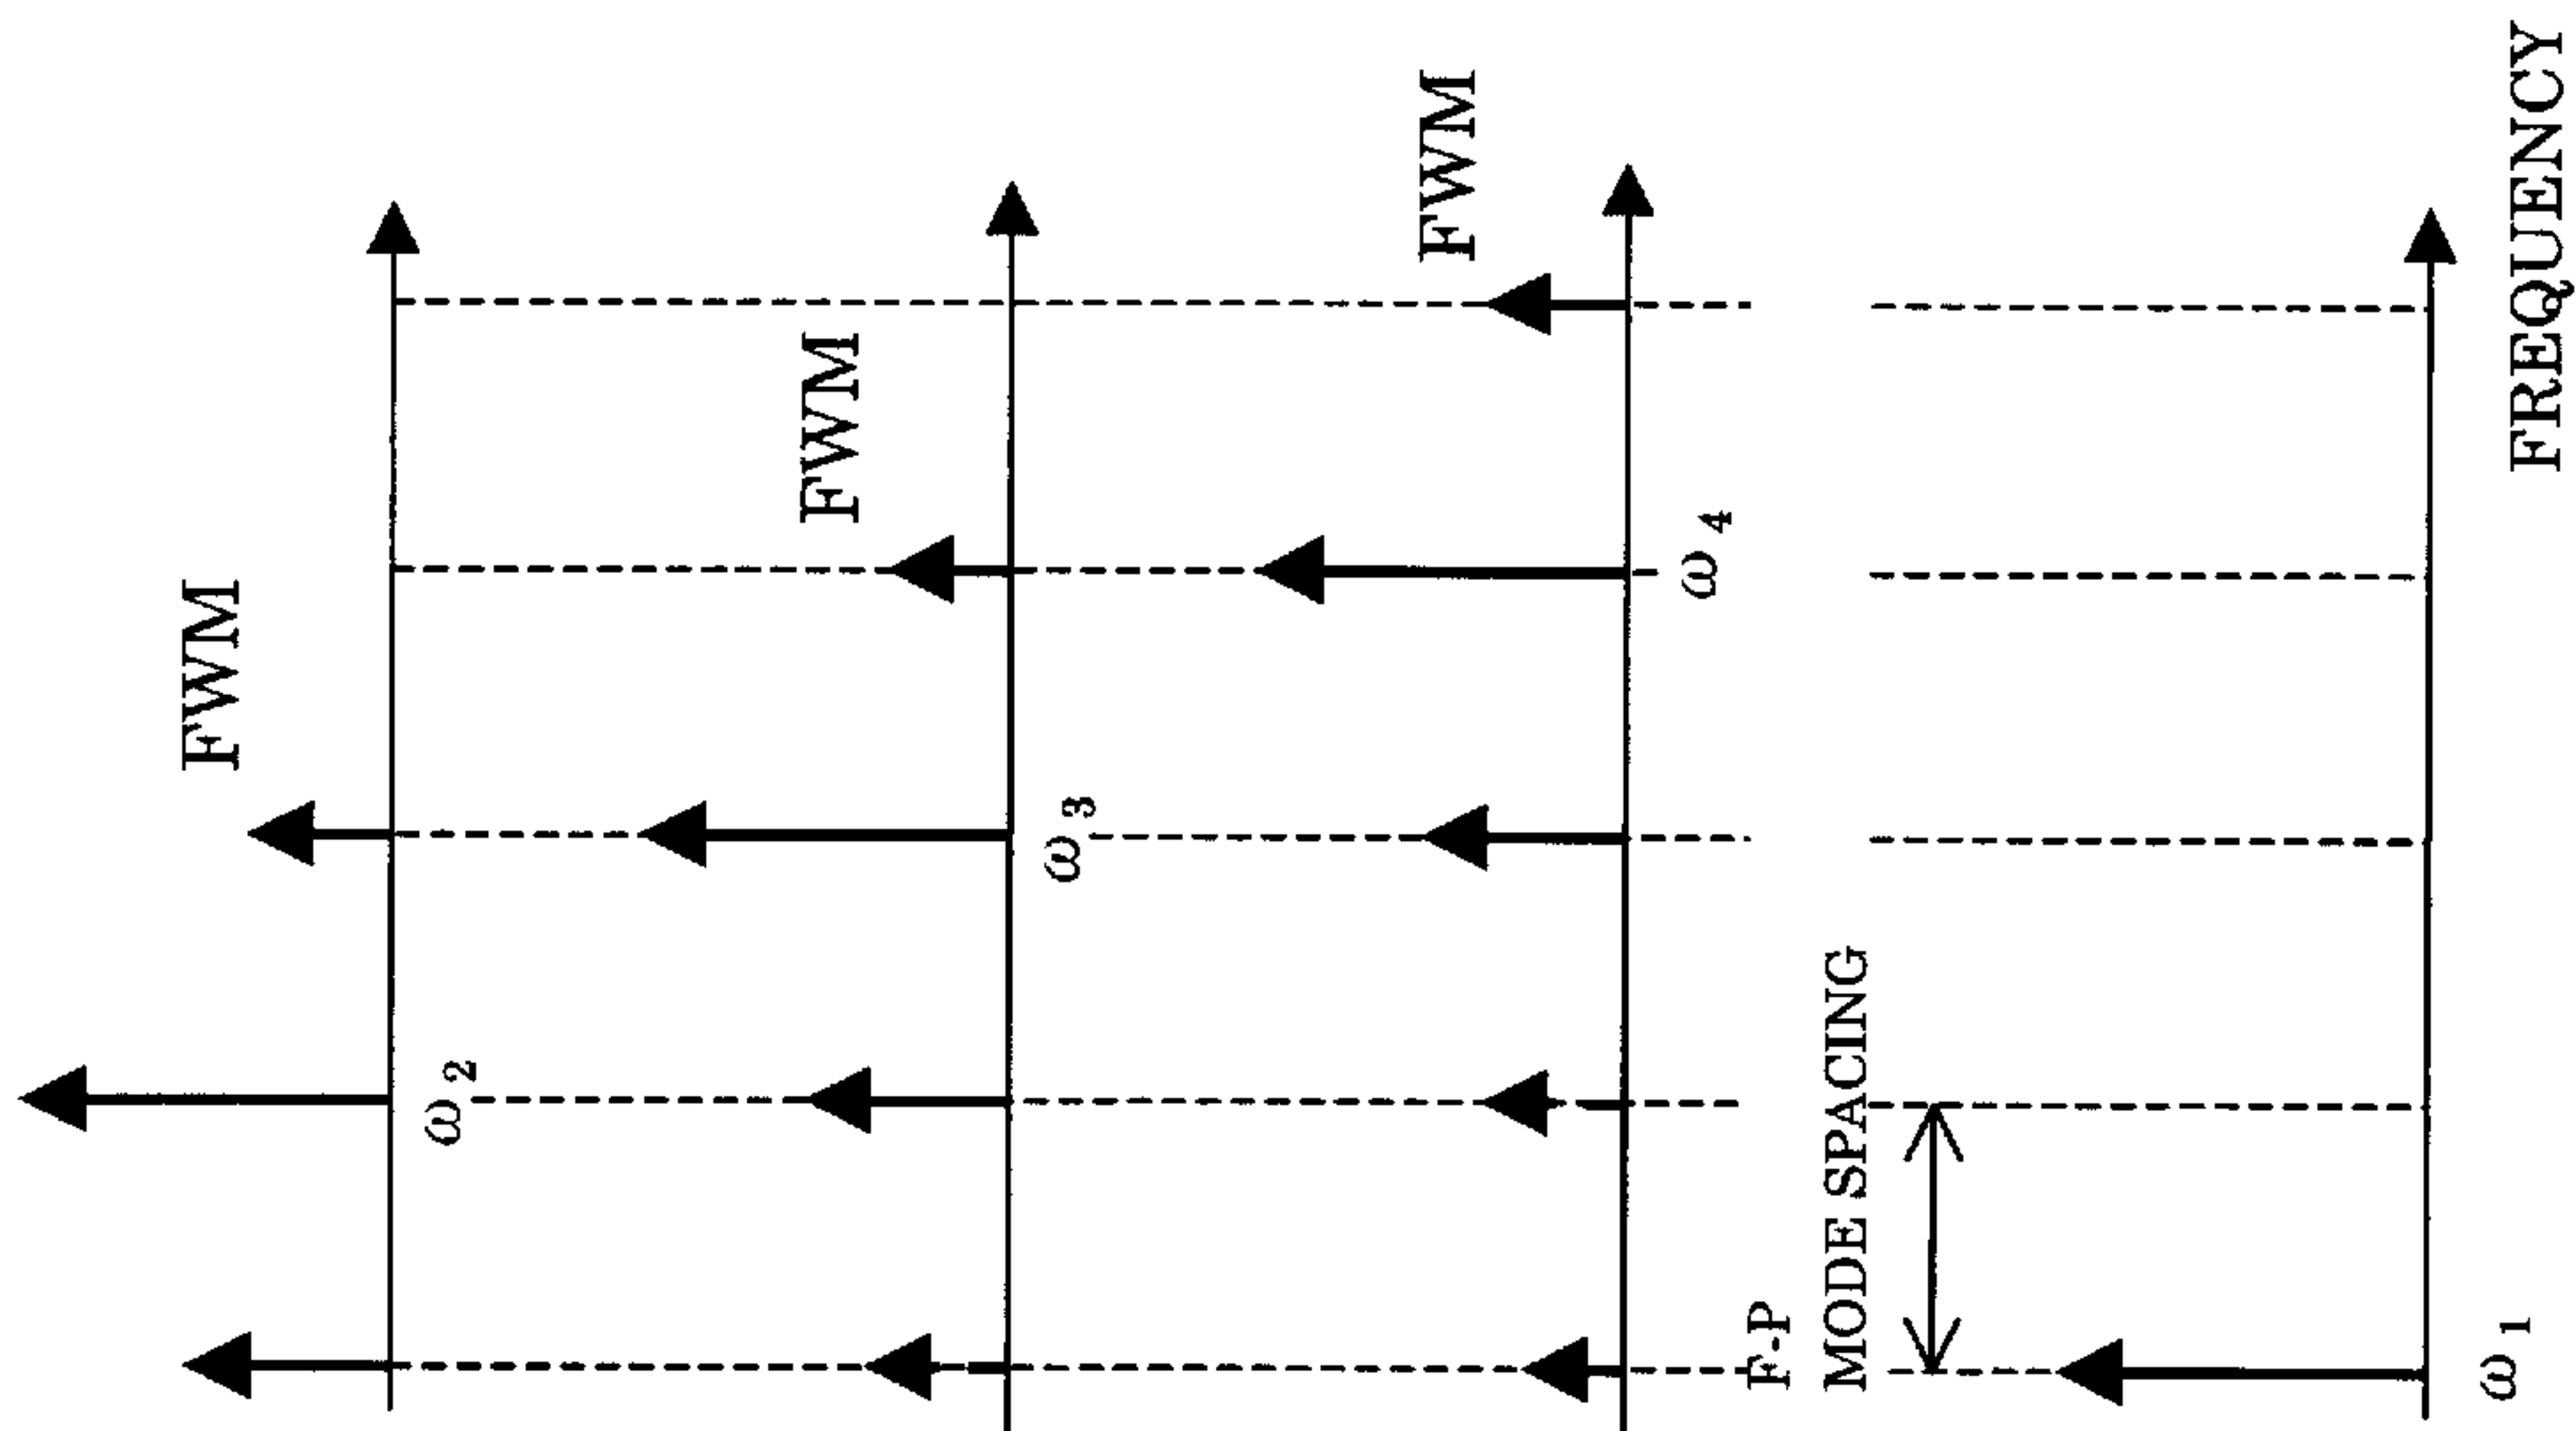 FWM
ω2
FWM
ω3
FWM
ω4
F-P
MODE SPACING
ω1
FREQUENCY